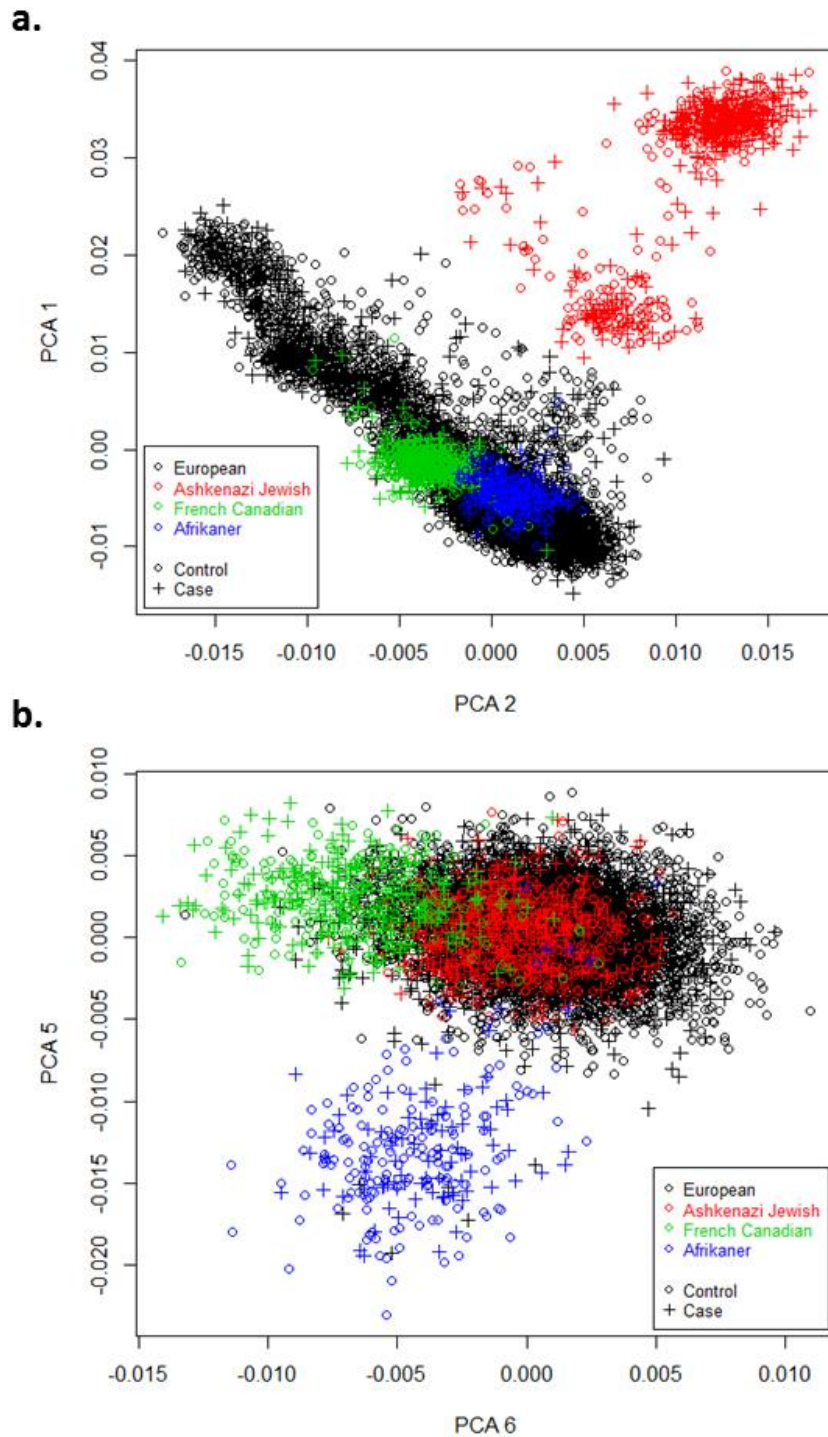 a.
PCA 1
0.04
0.03
0.02
0.01
0.00
-0.01
European
Ashkenazi Jewish
French Canadian
Afrikaner
Control
Case
-0.015 -0.010 -0.005 0.000 0.005 0.010 0.015
PCA 2
b.
PCA 5
0.010
0.005
0.000
-0.005
-0.010
-0.015
-0.020
European
Ashkenazi Jewish
French Canadian
Afrikaner
Control
Case
-0.015 -0.010 -0.005 0.000 0.005 0.010
PCA 6